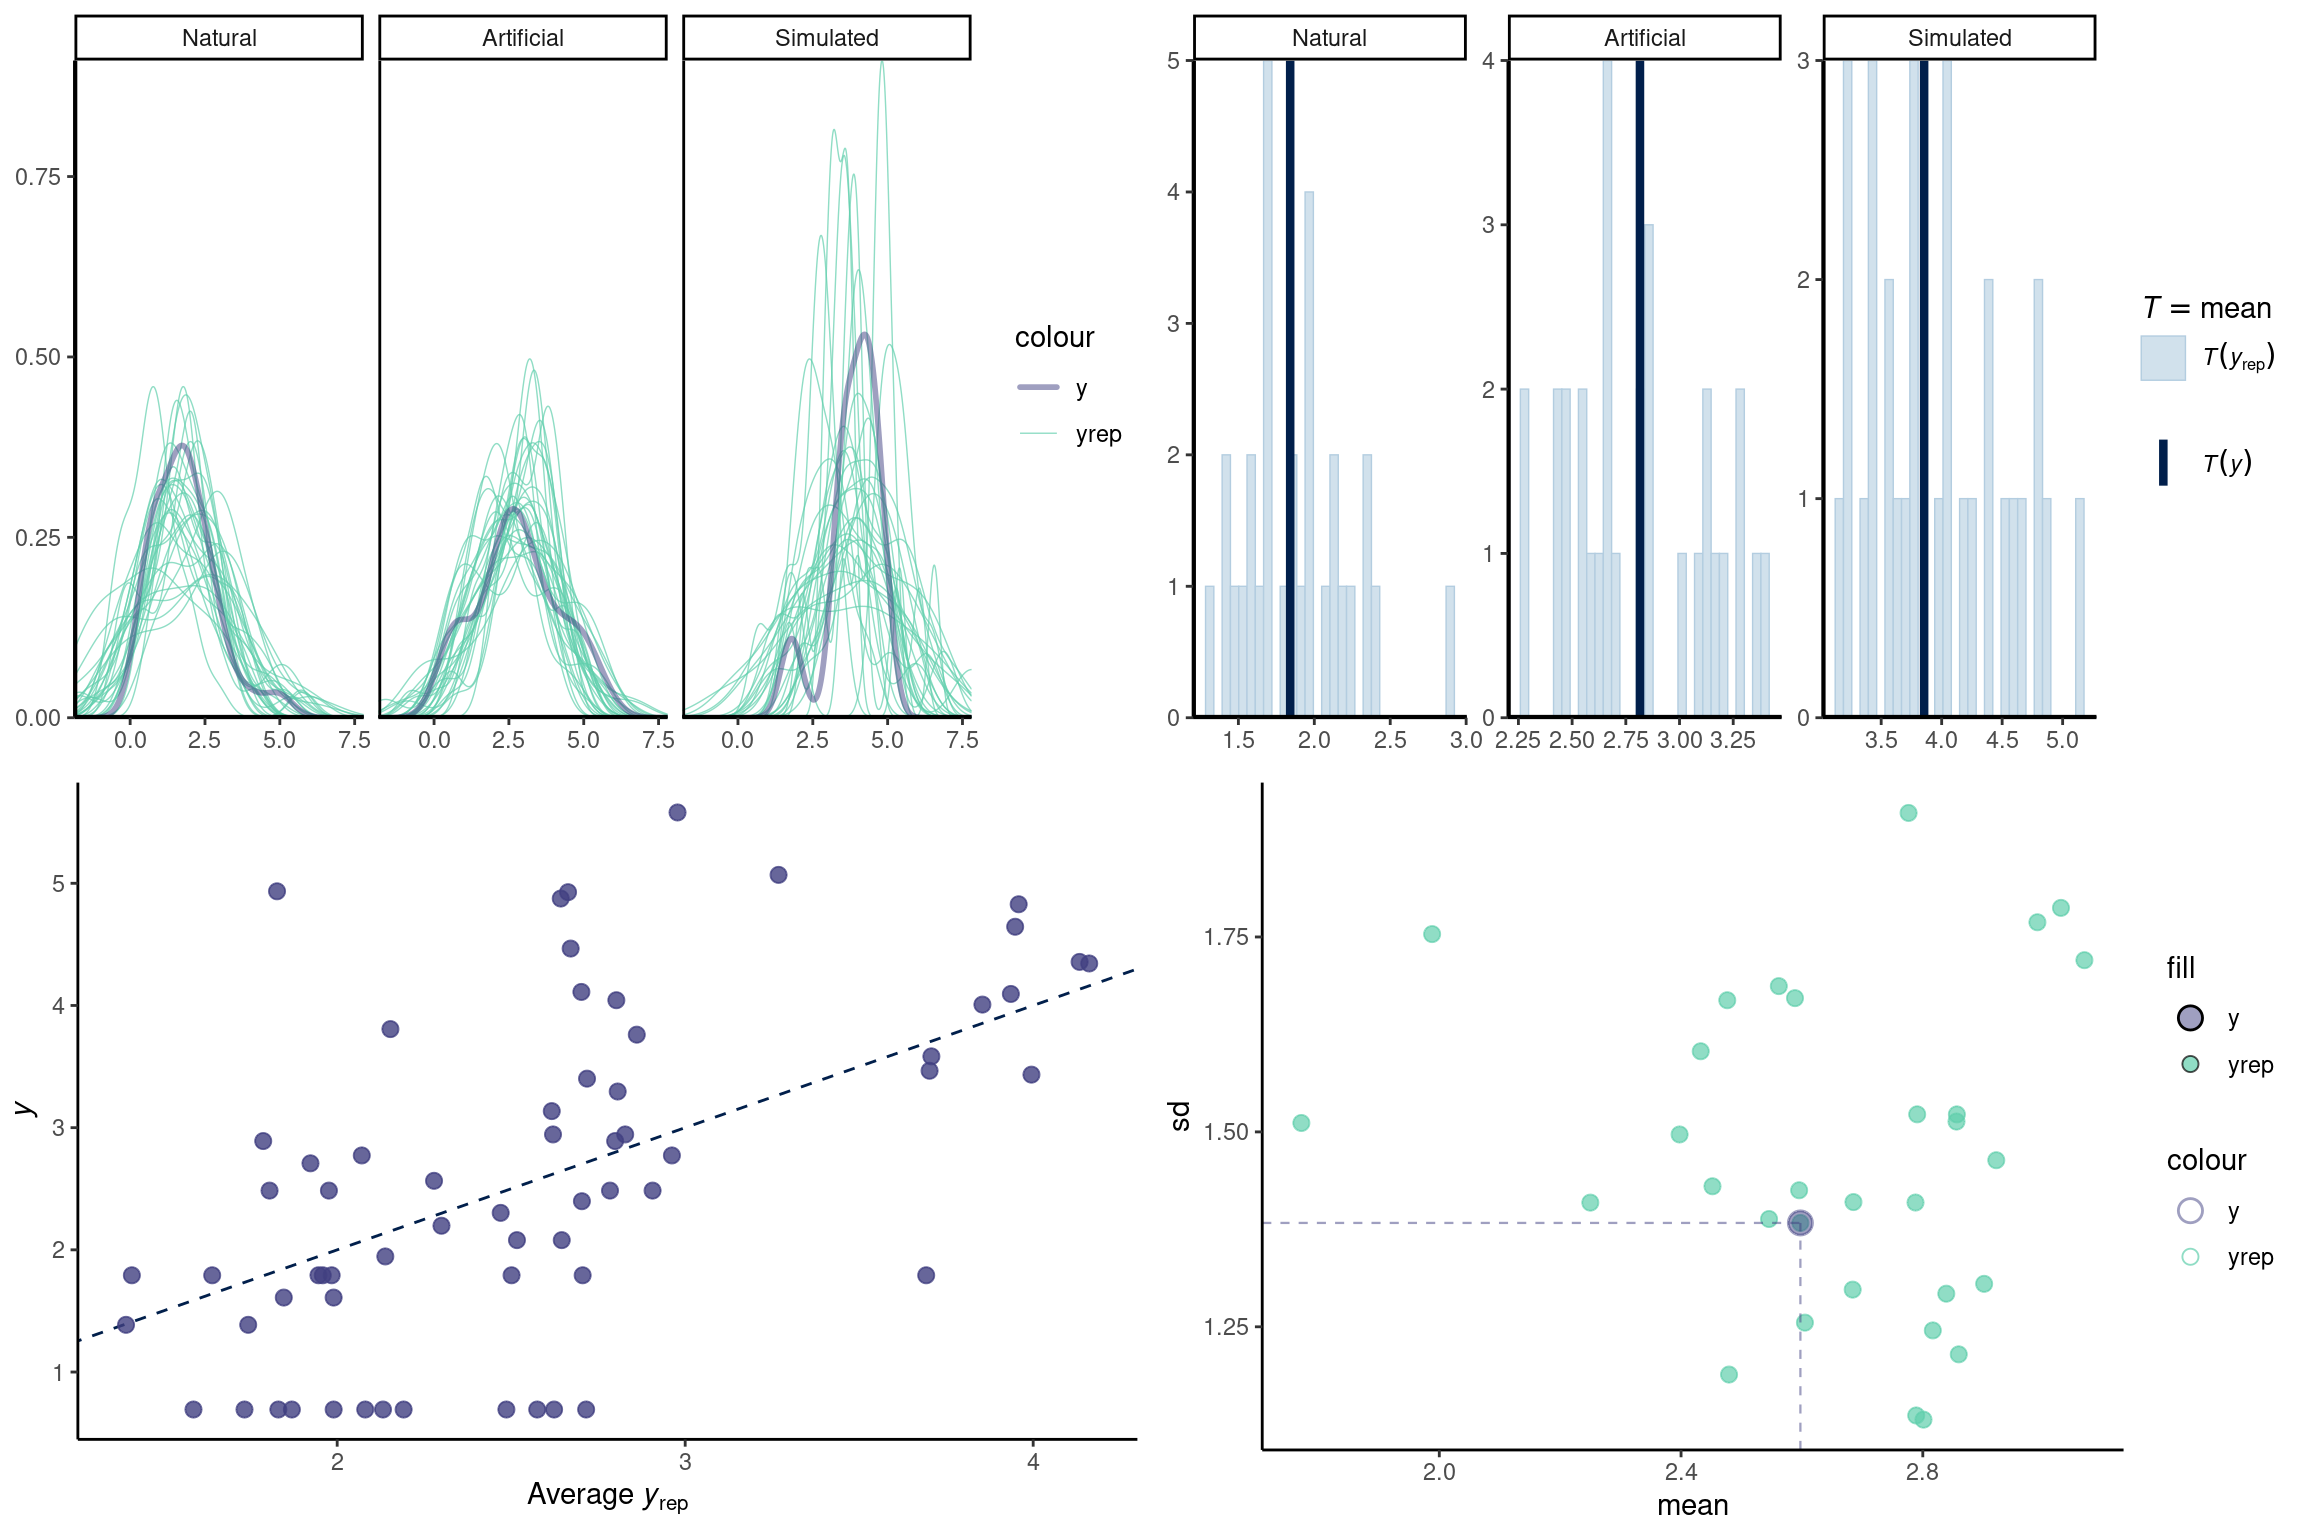 Natural Artificial Simulated
0.75
0.50
0.25
0.00
0.0 2.5 5.0 7.5 0.0 2.5 5.0 7.5 0.0 2.5 5.0 7.5
colour
y
yrep
Natural Artificial Simulated
5
4
3
2
1
0
4
3
2
1
0
3
2
1
0
1.5 2.0 2.5 3.0 2.25 2.50 2.75 3.00 3.25 3.5 4.0 4.5 5.0
T = mean
T(yrep)
T(y)
y
5
4
3
2
1
2 3 4
Average yrep
sd
1.75
1.50
1.25
2.0 2.4 2.8
mean
fill
y
yrep
colour
y
yrep